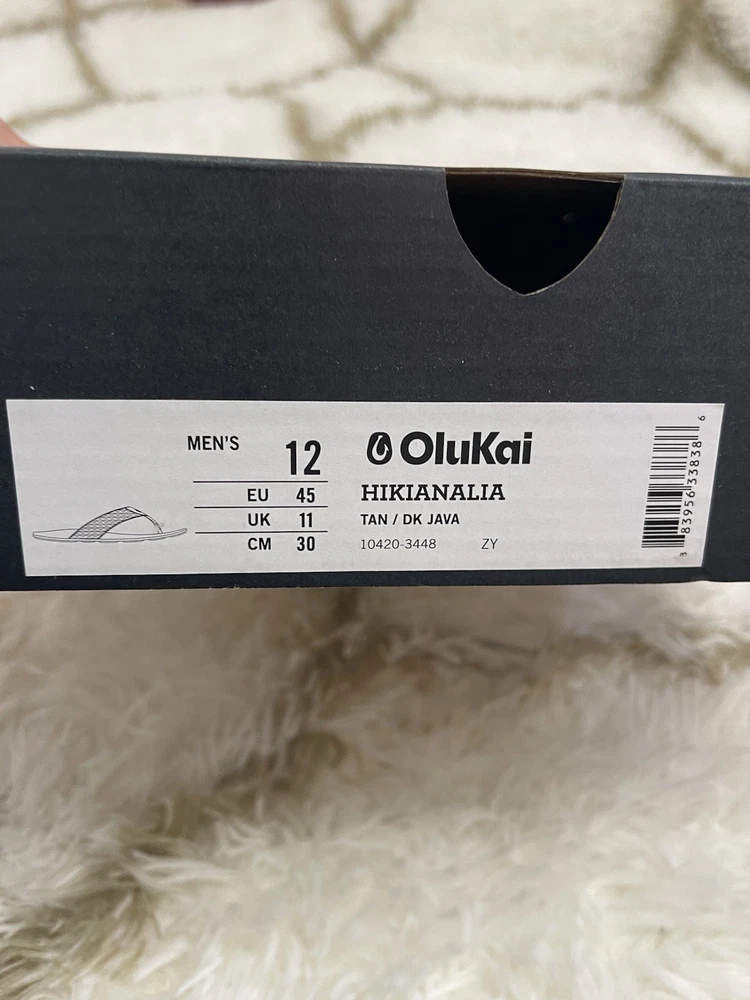 MEN'S 12
EU 45
UK 11
CM 30
OluKai
HIKIANALIA
TAN / DK JAVA
10420-3448 ZY
3 83956 33838 6